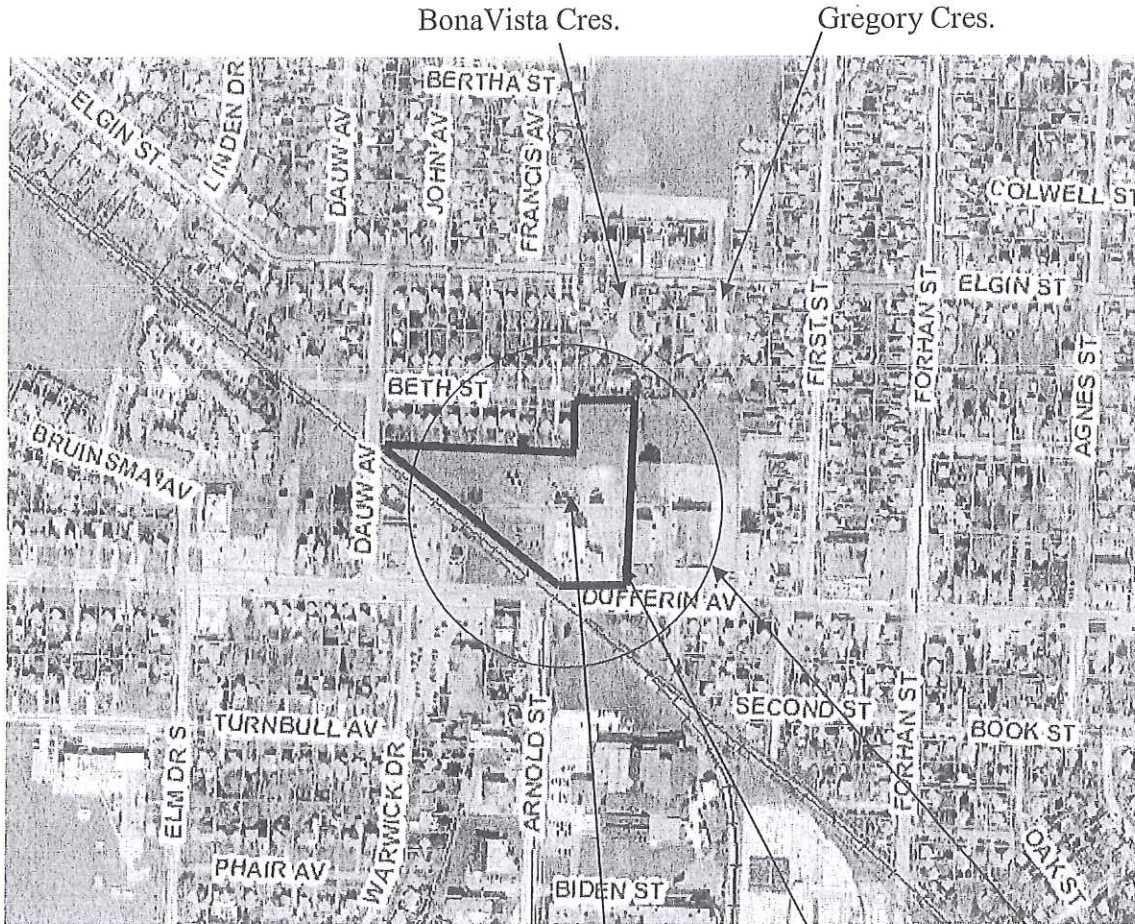 BonaVista Cres.
Gregory Cres.
BERTHA ST
ELGIN ST
LINDEN DR
DAUW AV
JOHN AV
FRANCIS AV
COLWELL ST
ELGIN ST
FIRST ST
FORHAN ST
AGNES ST
BETH ST
BRUINSMA AV
DAUW AV
DUFFERIN AV
SECOND ST
TURNBULL AV
BOOK ST
ELM DR S
WARWICK DR
ARNOLD ST
FORHAN ST
OAK ST
PHAIR AV
BIDEN ST